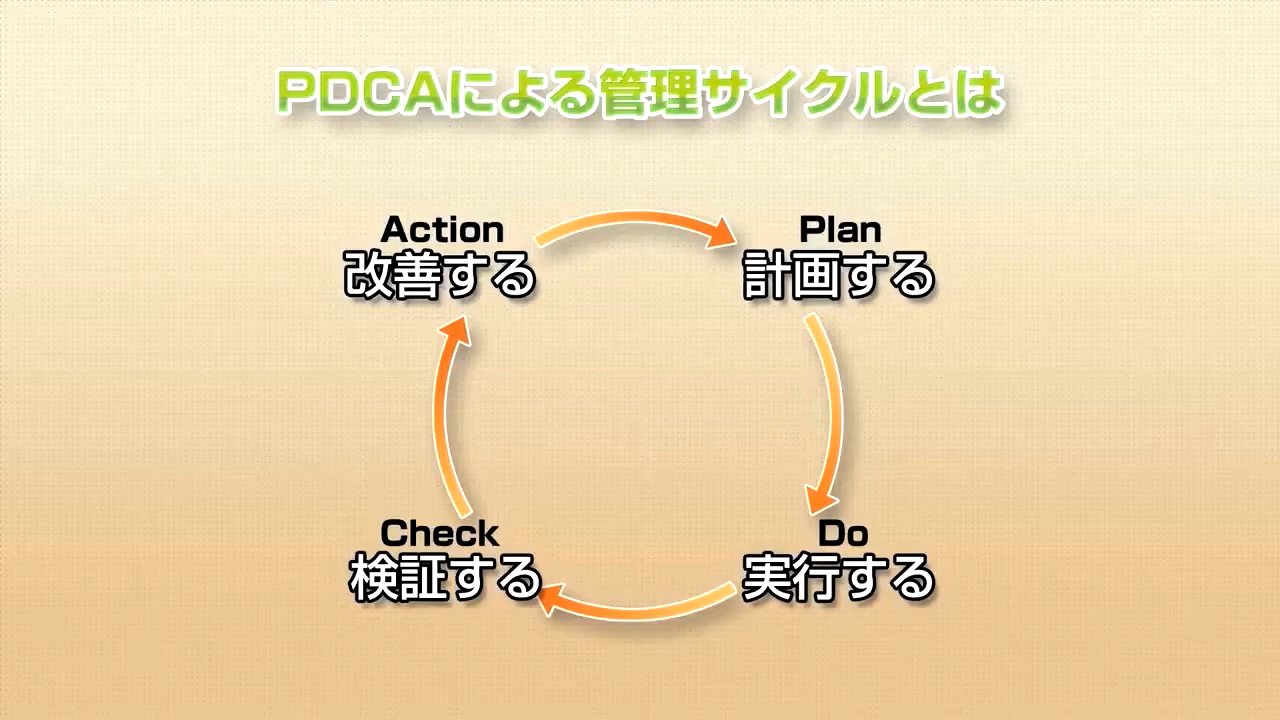 PDCAによる管理サイクルとは
Action
改善する
Plan
計画する
Check
検証する
Do
実行する